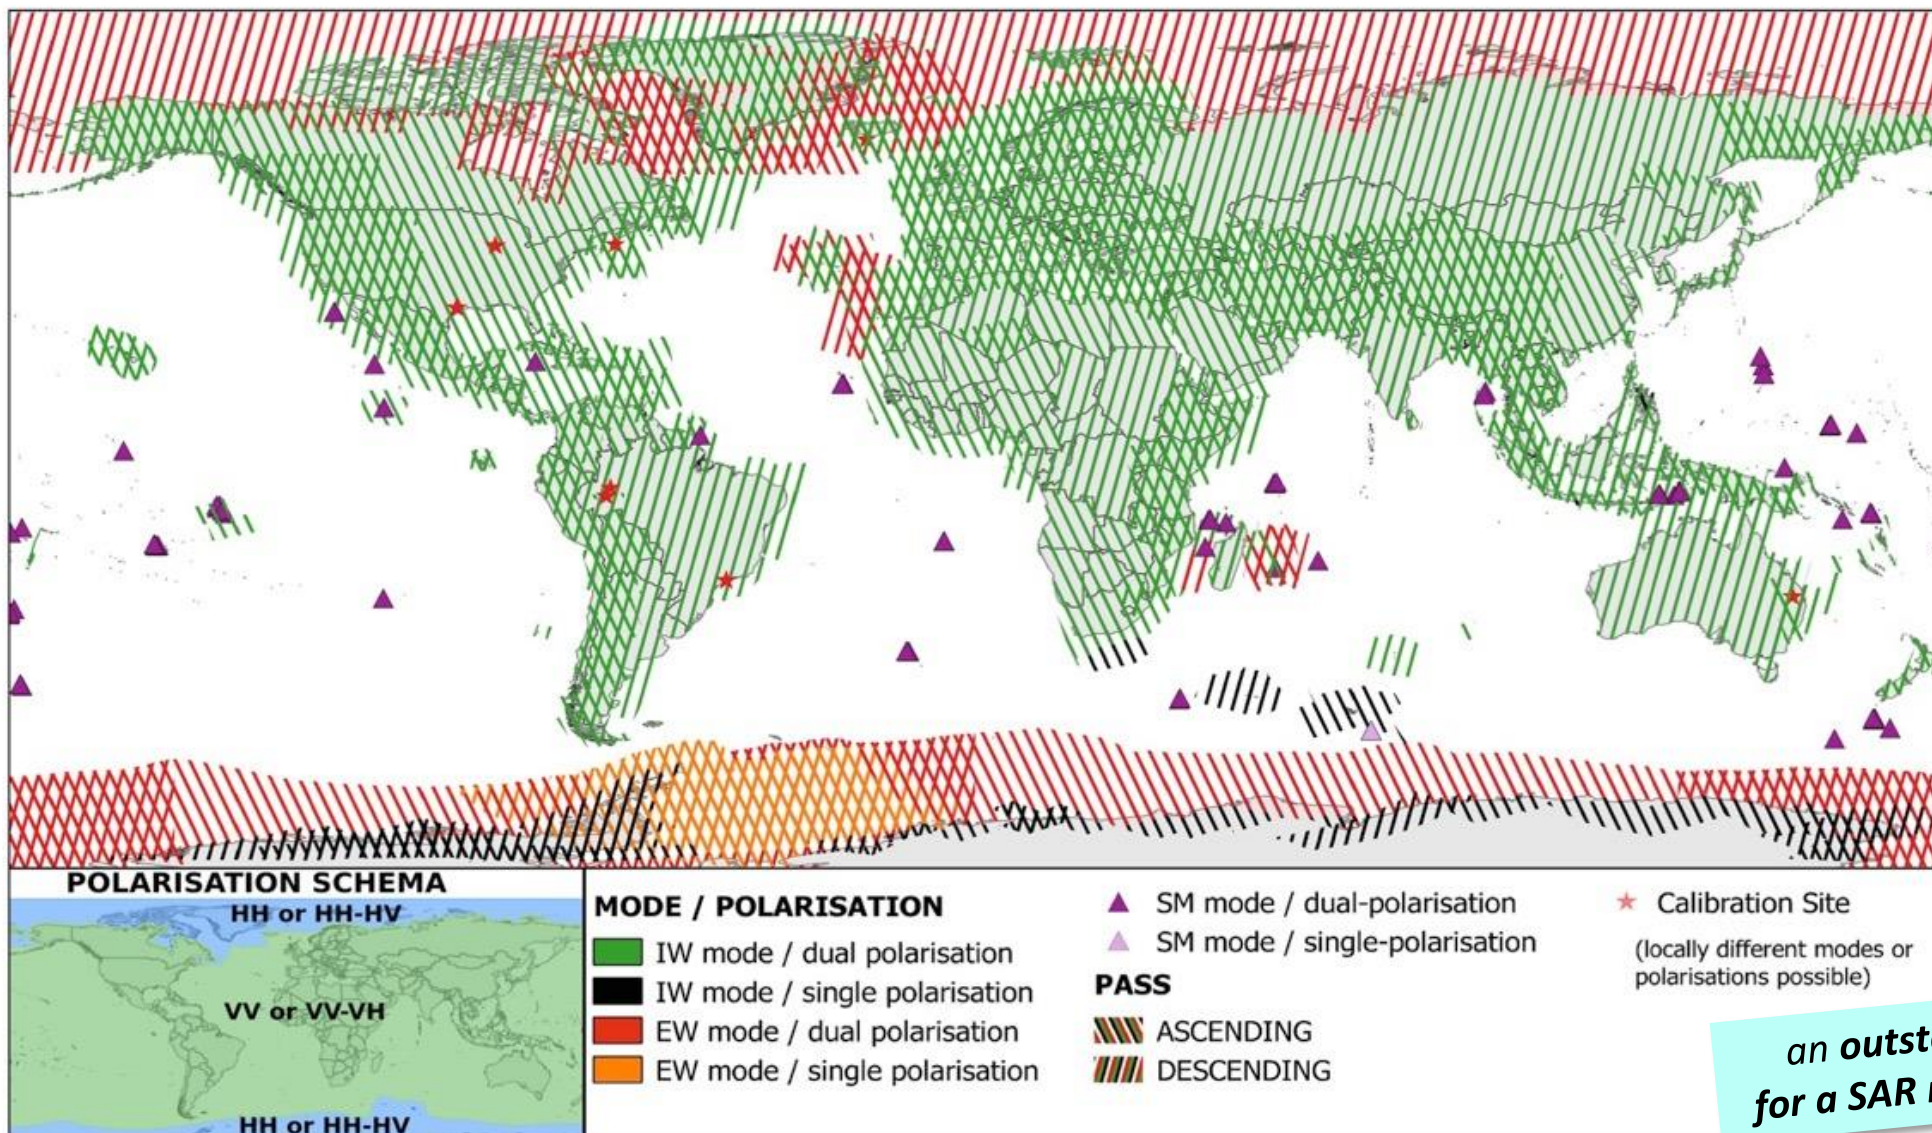 POLARISATION SCHEMA
HH or HH-HV
VV or VV-VH
HH or HH-HV
MODE / POLARISATION
IW mode / dual polarisation
IW mode / single polarisation
EW mode / dual polarisation
EW mode / single polarisation
SM mode / dual-polarisation
SM mode / single-polarisation
PASS
ASCENDING
DESCENDING
Calibration Site
(locally different modes or
polarisations possible)
an
for a SAR